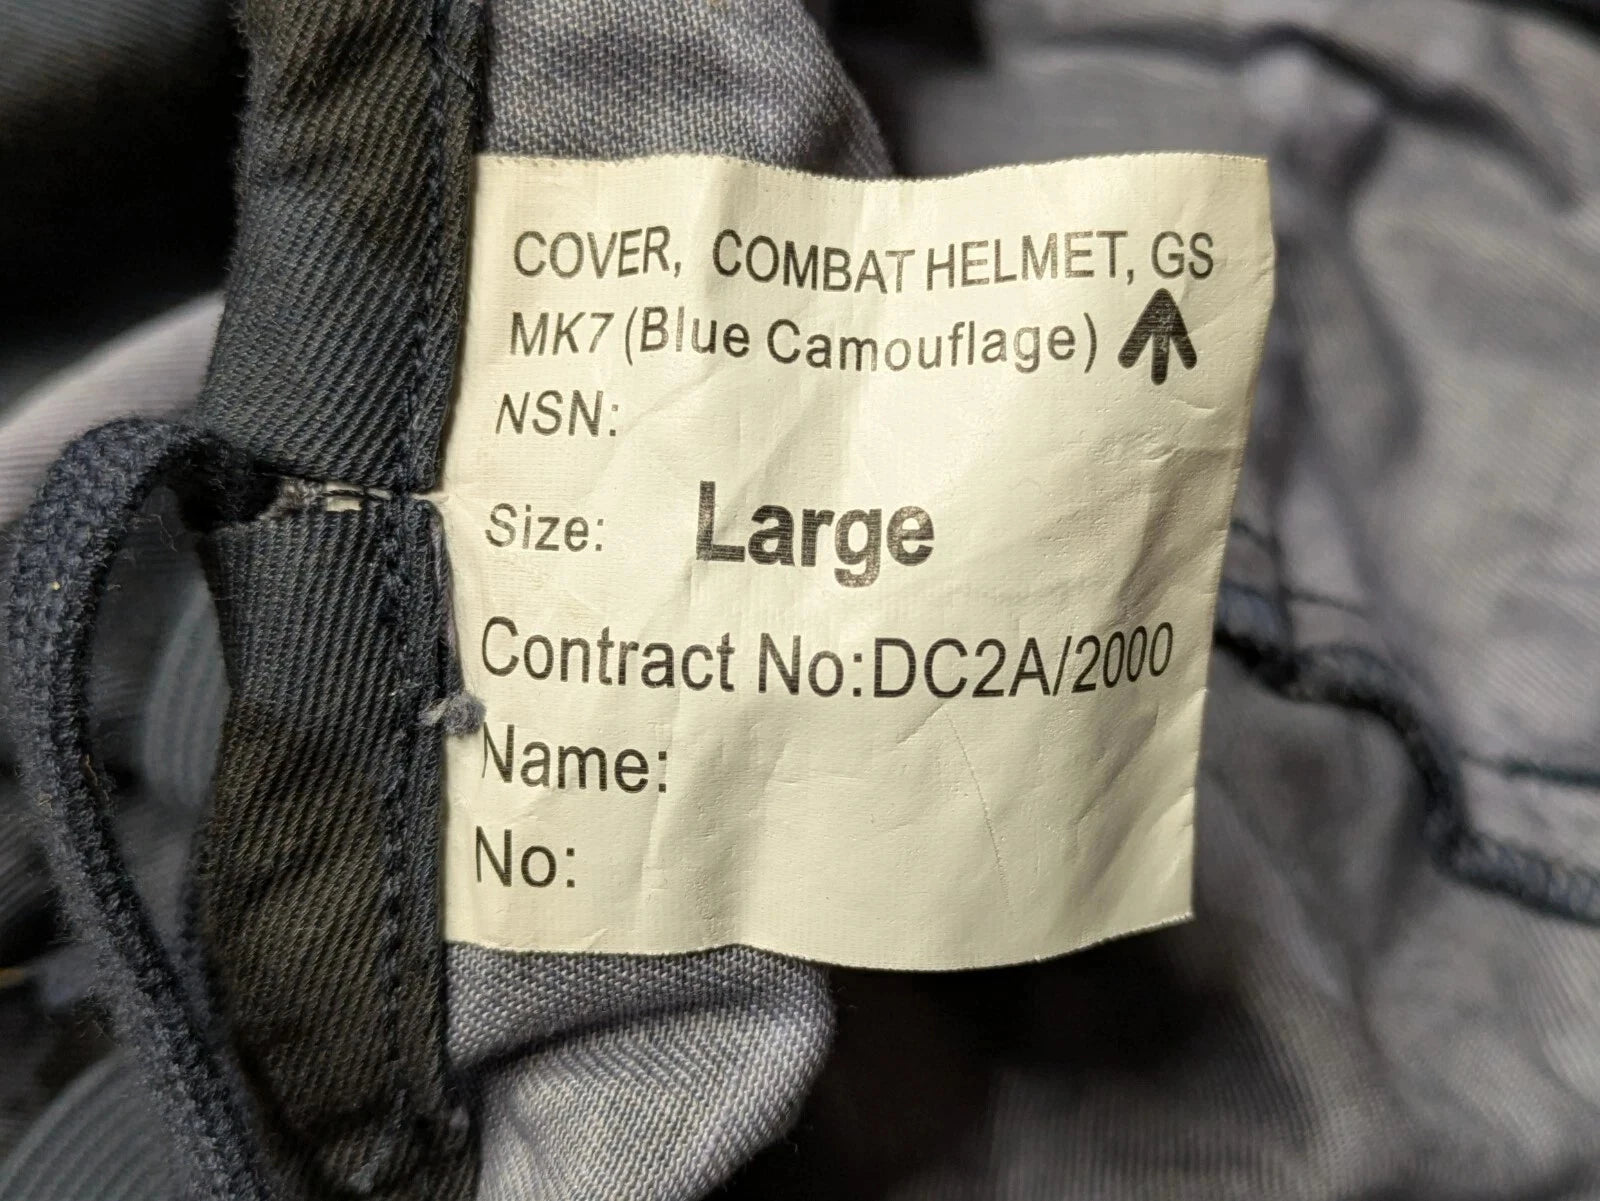 COVER, COMBAT HELMET, GS
MK7 (Blue Camouflage)
NSN:
Size: Large
Contract No:DC2A/2000
Name:
No: